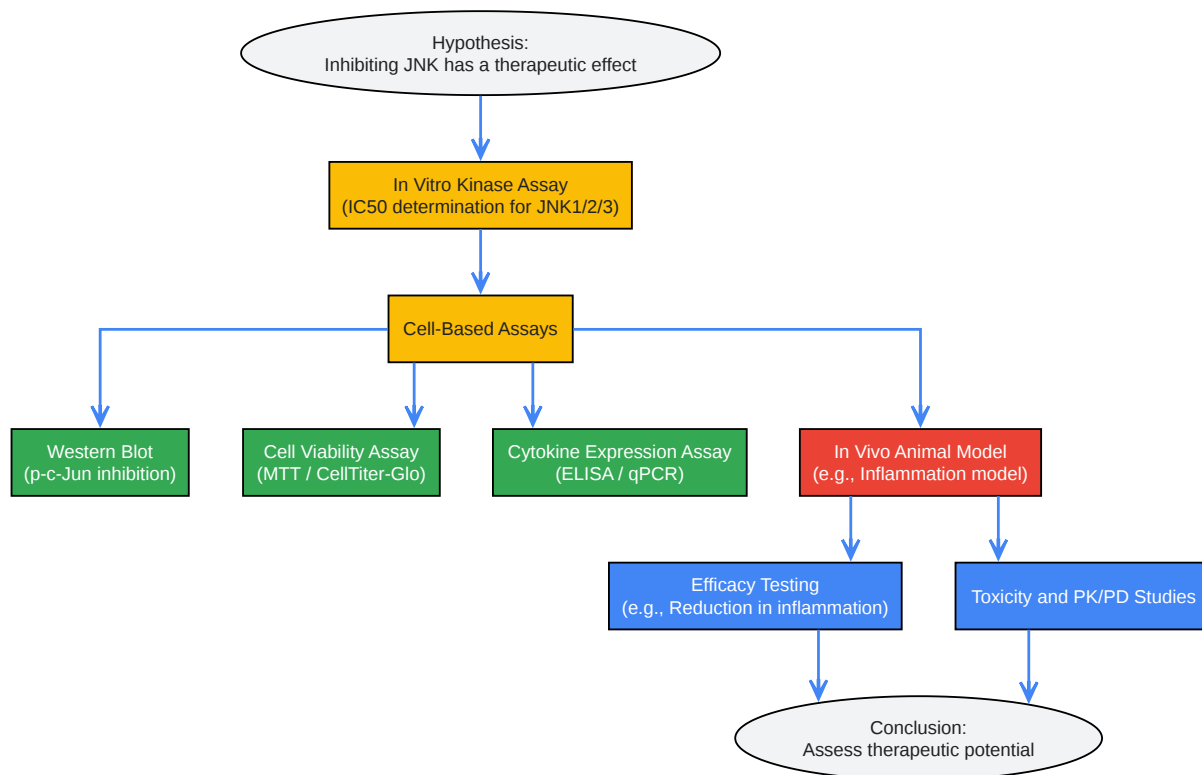 Hypothesis:
Inhibiting JNK has a therapeutic effect
In Vitro Kinase Assay
(IC50 determination for JNK1/2/3)
Cell-Based Assays
Western Blot
(p-c-Jun inhibition)
Cell Viability Assay
(MTT / CellTiter-Glo)
Cytokine Expression Assay
(ELISA / qPCR)
In Vivo Animal Model
(e.g., Inflammation model)
Efficacy Testing
(e.g., Reduction in inflammation)
Toxicity and PK/PD Studies
Conclusion:
Assess therapeutic potential